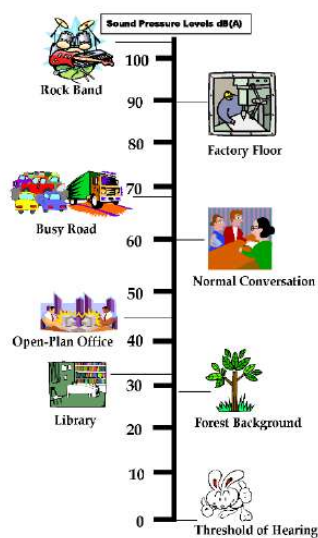 Sound Pressure Levels dB(A)
100
Rock Band
90
Factory Floor
80
70
Busy Road
60
Normal Conversation
50
Open-Plan Office
40
Library
30
Forest Background
20
10
0
Threshold of Hearing